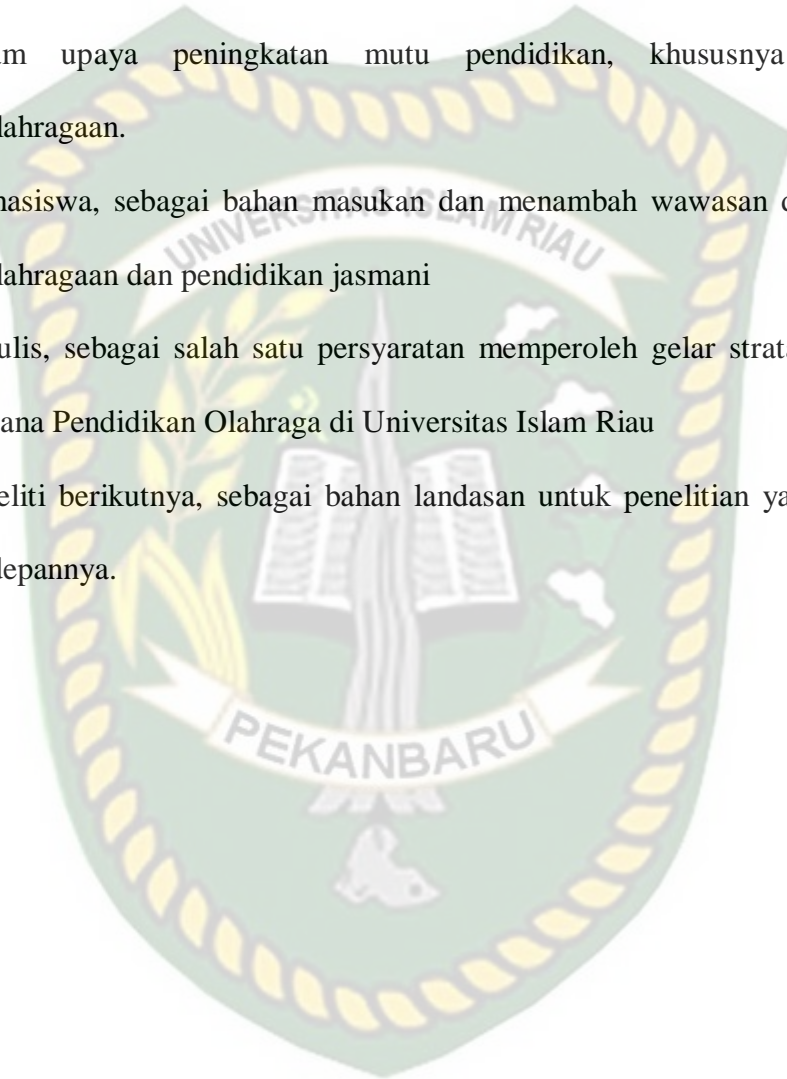 um upaya peningkatan mutu pendidikan, khususnya
lahragaan.
hasiswa, sebagai bahan masukan dan menambah wawasan d
UNIVERSITAS ISLAM RIAU
lahragaan dan pendidikan jasmani
ulis, sebagai salah satu persyaratan memperoleh gelar strata
ana Pendidikan Olahraga di Universitas Islam Riau
eliti berikutnya, sebagai bahan landasan untuk penelitian ya
depannya.
PEKANBARU